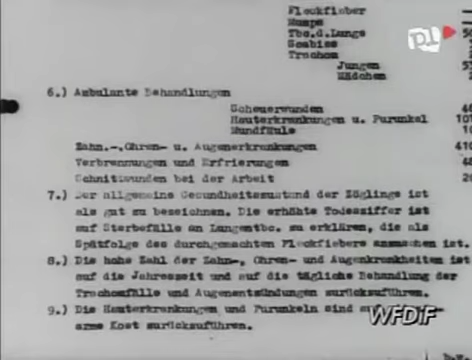 Fleckfieber
Mumps
Tbc.d.Lunge
Scabies
Trachom
Jungen
Mädchen
6.) Ambulante Behandlungen
Scheuerwunden
Hauterkrankungen u. Furunkel
Mundfäule
Zahn.-,Ohren- u. Augenerkrankungen 410
Verbrennungen und Erfrierungen
Schnittwunden bei der Arbeit
7.) Der allgemeine Gesundheitszustand der Zöglinge ist
als gut zu bezeichnen. Die erhöhte Todesziffer ist
auf Sterbefälle an Lungentbc. zu erklären, die als
Spätfolge des durchgemachten Fleckfiebers anzusehen ist.
8.) Die hohe Zahl der Zahn-, Ohren- und Augenkrankheiten ist
auf die Jahreszeit und auf die tägliche Behandlung der
Trachomfälle und Augenentzündungen zurückzuführen.
9.) Die Hauterkrankungen und Furunkeln sind auf
arme Kost zurückzuführen.
WFDiF